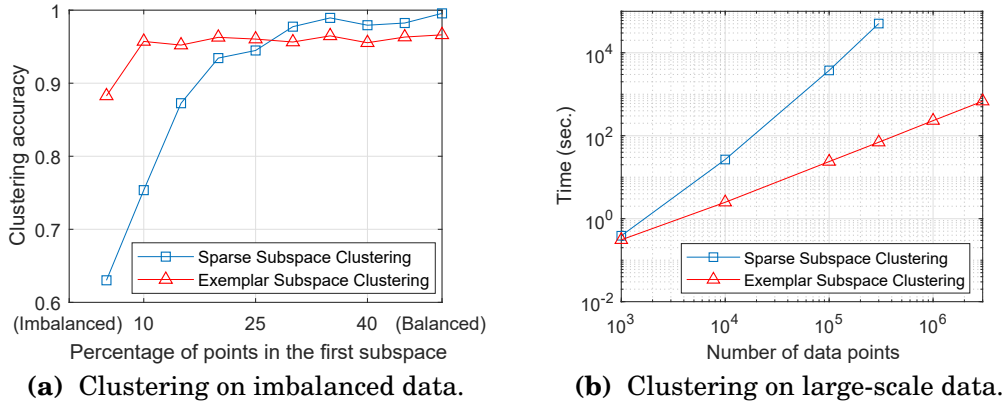 1
0.9
0.8
0.7
0.6
Clustering accuracy
Sparse Subspace Clustering
Exemplar Subspace Clustering
(Imbalanced) 10 25 40 (Balanced)
Percentage of points in the first subspace
(a) Clustering on imbalanced data.
10^4
10^2
10^0
10^-2
Time (sec.)
Sparse Subspace Clustering
Exemplar Subspace Clustering
10^3 10^4 10^5 10^6
Number of data points
(b) Clustering on large-scale data.